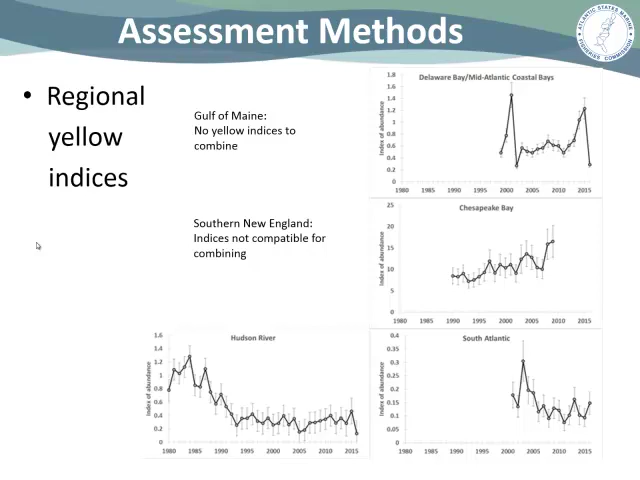 Assessment Methods
ATLANTIC STATES MARINE
FISHERIES COMMISSION
• Regional
yellow
indices
Gulf of Maine:
No yellow indices to
combine
Southern New England:
Indices not compatible for
combining
Delaware Bay/Mid-Atlantic Coastal Bays
Index of abundance
1.8
1.6
1.4
1.2
1
0.8
0.6
0.4
0.2
0
1980 1985 1990 1995 2000 2005 2010 2015
Chesapeake Bay
Index of abundance
25
20
15
10
5
0
1980 1985 1990 1995 2000 2005 2010 2015
Hudson River
Index of abundance
1.6
1.4
1.2
1
0.8
0.6
0.4
0.2
0
1980 1985 1990 1995 2000 2005 2010 2015
South Atlantic
Index of abundance
0.4
0.35
0.3
0.25
0.2
0.15
0.1
0.05
0
1980 1985 1990 1995 2000 2005 2010 2015